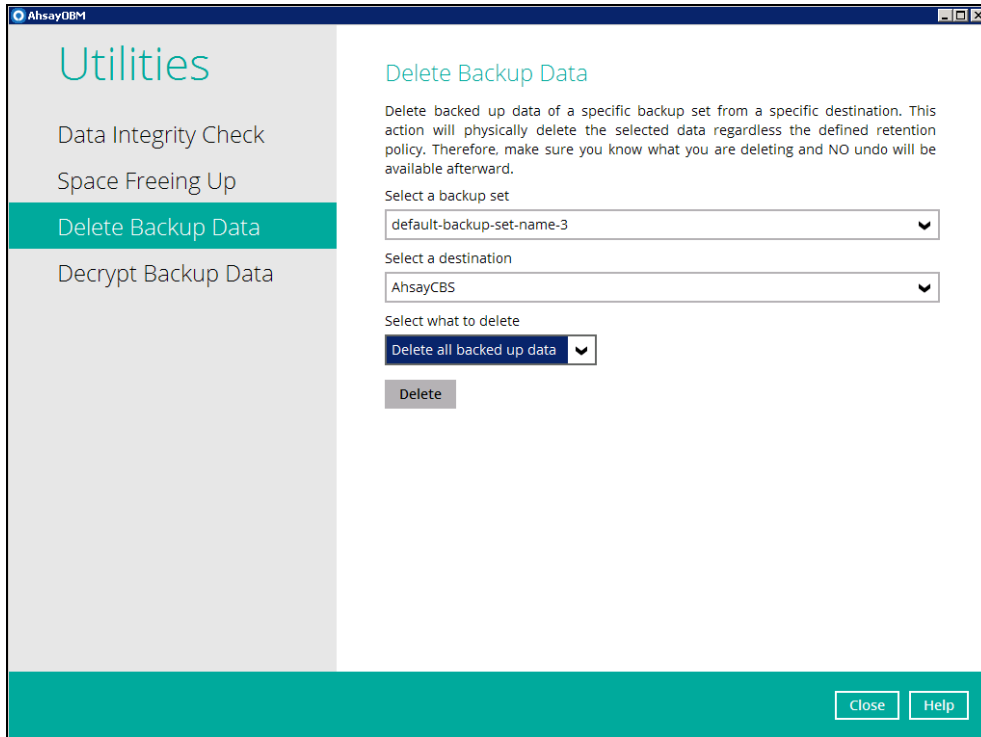 AhsayOBM
Utilities
Data Integrity Check
Space Freeing Up
Delete Backup Data
Decrypt Backup Data
Delete Backup Data
Delete backed up data of a specific backup set from a specific destination. This
action will physically delete the selected data regardless the defined retention
policy. Therefore, make sure you know what you are deleting and NO undo will be
available afterward.
Select a backup set
default-backup-set-name-3
Select a destination
AhsayCBS
Select what to delete
Delete all backed up data
Delete
Close
Help